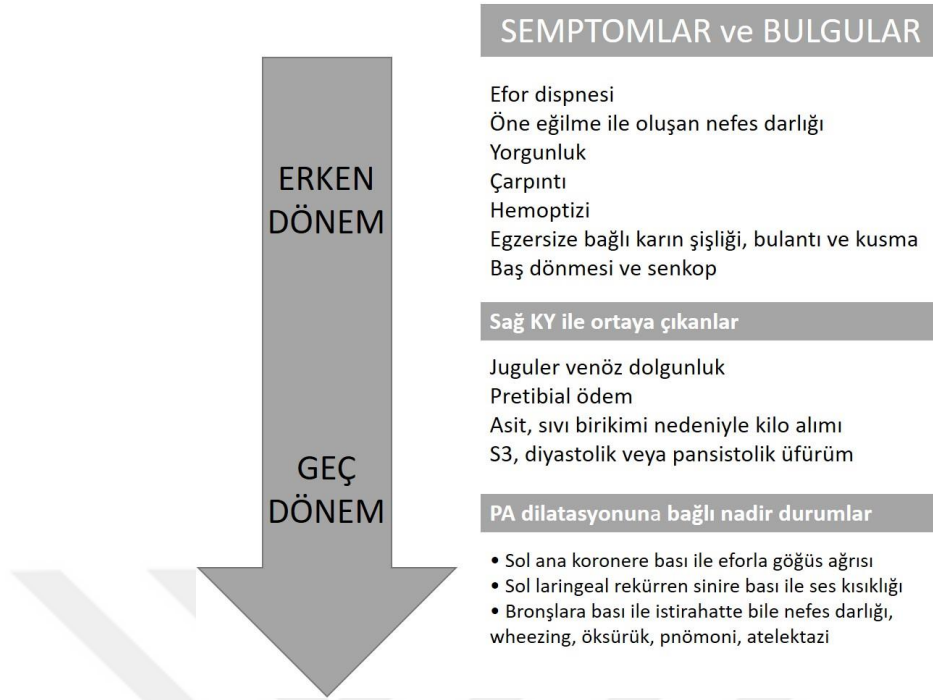 SEMPTOMLAR ve BULGULAR
ERKEN
DÖNEM
Efor dispnesi
Öne eğilme ile oluşan nefes darlığı
Yorgunluk
Çarpıntı
Hemoptizi
Egzersize bağlı karın şişliği, bulantı ve kusma
Baş dönmesi ve senkop
Sağ KY ile ortaya çıkanlar
Juguler venöz dolgunluk
Pretibial ödem
Asit, sıvı birikimi nedeniyle kilo alımı
S3, diyastolik veya pansistolik üfürüm
GEÇ
DÖNEM
PA dilatasyonuna bağlı nadir durumlar
• Sol ana koronere bası ile eforla göğüs ağrısı
• Sol laringeal rekürren sinire bası ile ses kısıklığı
• Bronşlara bası ile istirahatte bile nefes darlığı,
wheezing, öksürük, pnömoni, atelektazi